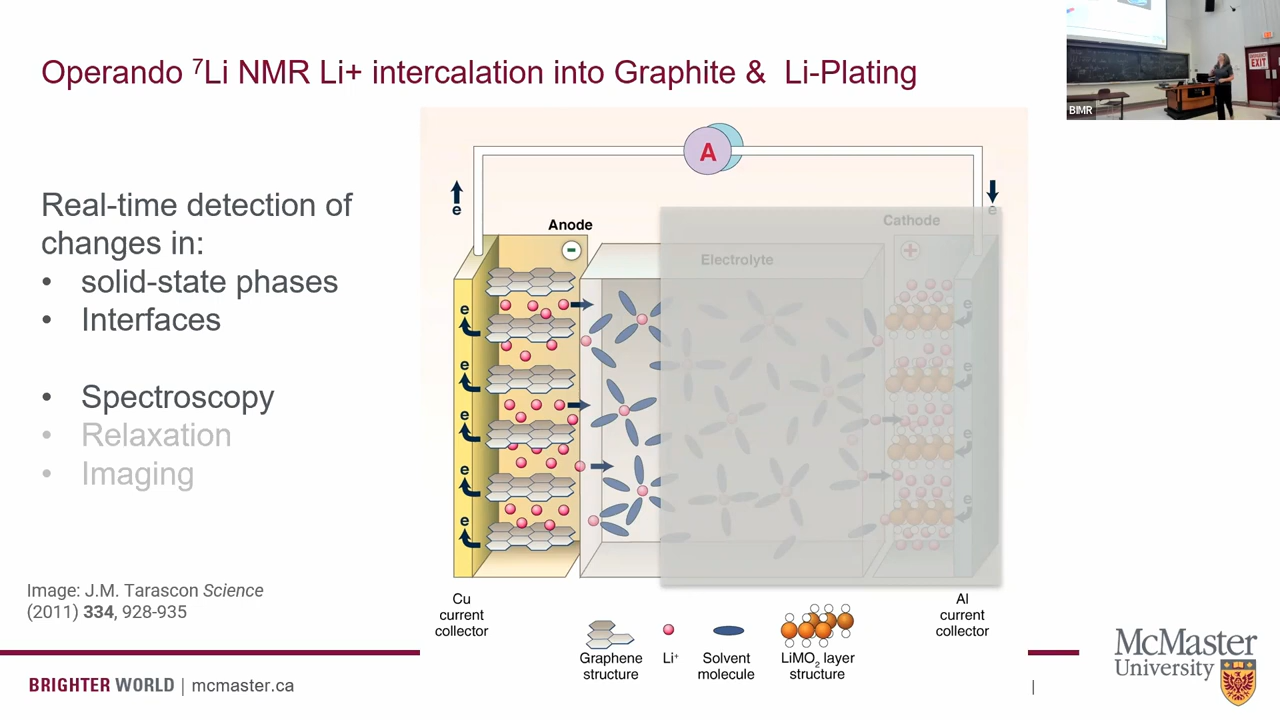 Operando ⁷Li NMR Li+ intercalation into Graphite & Li-Plating
EMERGENCY
EXIT
BIMR
Real-time detection of
changes in:
• solid-state phases
• Interfaces
• Spectroscopy
• Relaxation
• Imaging
A
e
e
Anode
Cathode
-
+
Electrolyte
e
e
e
e
e
e
e
e
e
e
e
Image: J.M. Tarascon Science
(2011) 334, 928-935
Cu
current
collector
Al
current
collector
Graphene
structure
Li⁺
Solvent
molecule
LiMO₂ layer
structure
BRIGHTER WORLD | mcmaster.ca
|
McMaster
University